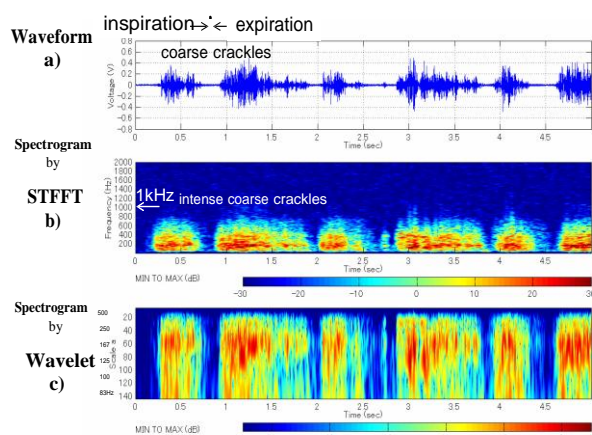 inspiration → ← expiration
Waveform
a)
coarse crackles
Voltage (V)
0.8
0.6
0.4
0.2
0
-0.2
-0.4
-0.6
-0.8
0 0.5 1 1.5 2 2.5 3 3.5 4 4.5
Time (sec)
Spectrogram
by
STFFT
b)
Frequency (Hz)
2000
1800
1600
1400
1200
1000
800
600
400
200
1kHz intense coarse crackles
0 0.5 1 1.5 2 2.5 3 3.5 4 4.5
Time (sec)
MIN TO MAX (dB)
-30 -20 -10 0 10 20 30
Spectrogram
by
Wavelet
c)
500
250
167
125
100
83Hz
Scale a
20
40
60
80
100
120
140
0 0.5 1 1.5 2 2.5 3 3.5 4 4.5
Time (sec)
MIN TO MAX (dB)